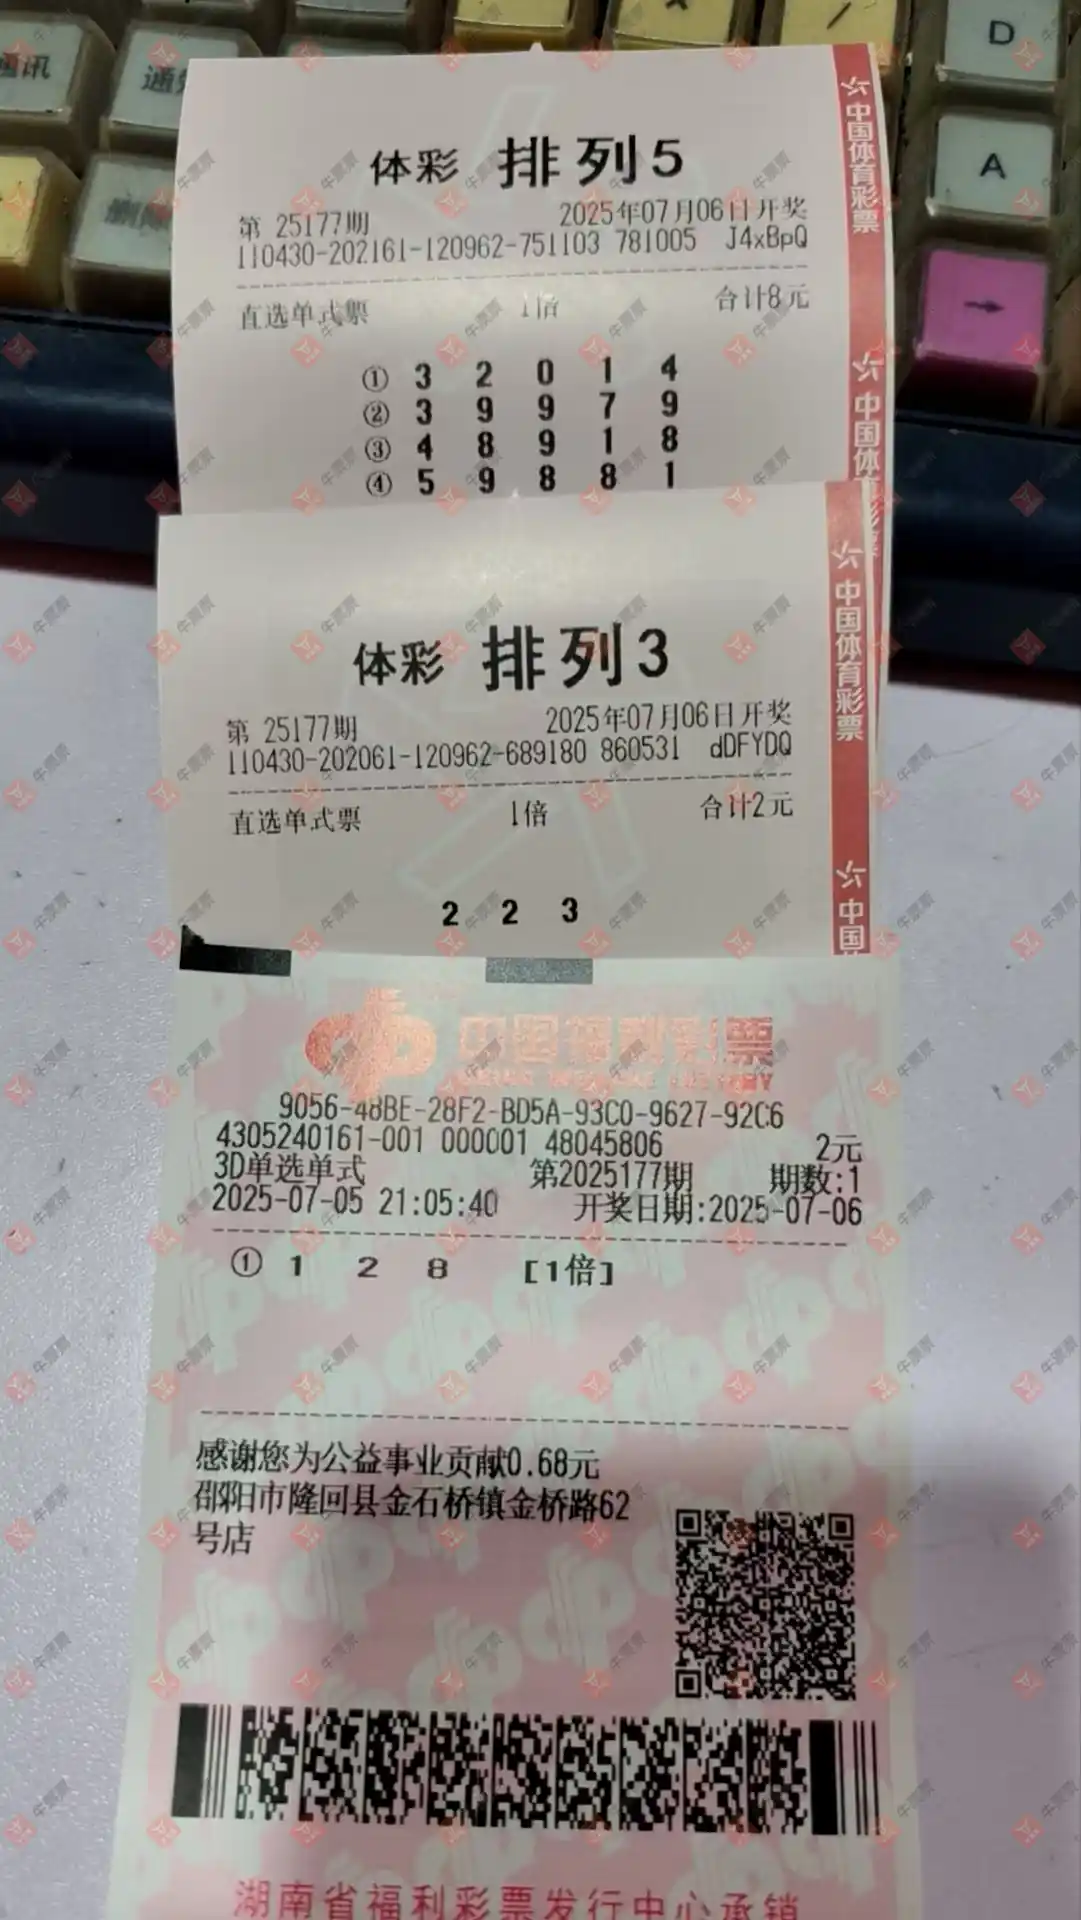 通讯
D
A
→
体彩 排列5
第 25177期 2025年07月06日开奖
110430-202161-120962-751103 781005 J4xBpQ
直选单式票 1倍 合计8元
① 3 2 0 1 4
② 3 9 9 7 9
③ 4 8 9 1 8
④ 5 9 8 8 1
中国体育彩票
体彩 排列3
第 25177期 2025年07月06日开奖
110430-202061-120962-689180 860531 dDFYDQ
直选单式票 1倍 合计2元
2 2 3
中国体育彩票
中国福利彩票
CHINA WELFARE LOTTERY
9056-48BE-28F2-BD5A-93C0-9627-92C6
4305240161-001 000001 48045806 2元
3D单选单式 第2025177期 期数:1
2025-07-05 21:05:40 开奖日期:2025-07-06
① 1 2 8 [1倍]
感谢您为公益事业贡献0.68元
邵阳市隆回县金石桥镇金桥路62
号店
湖南省福利彩票发行中心承销
牛票票